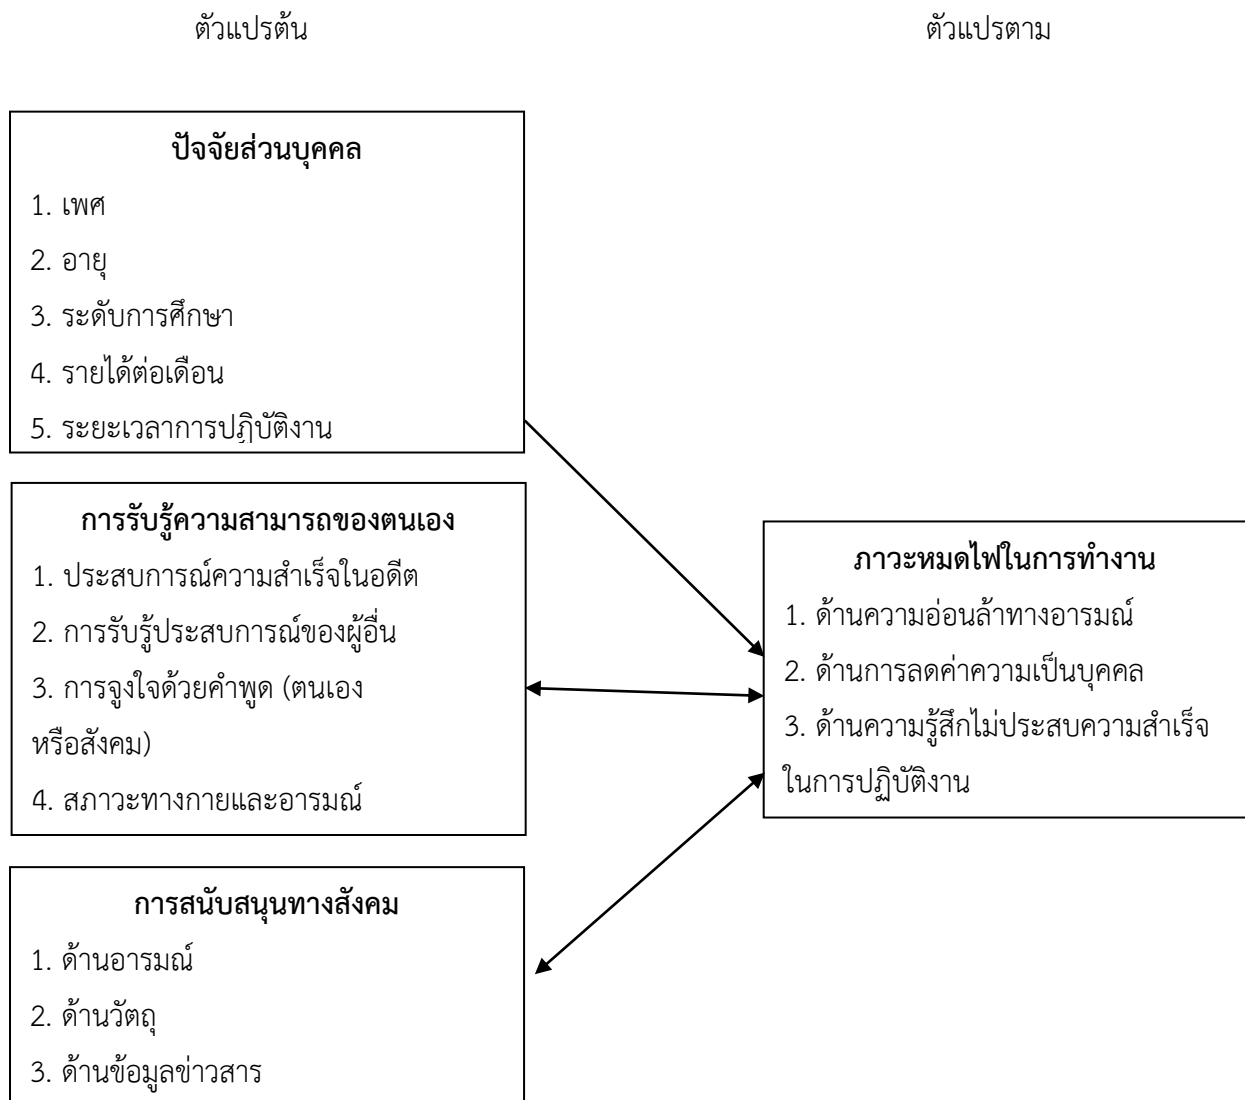 ตัวแปรต้น
ตัวแปรตาม
ปัจจัยส่วนบุคคล
1. เพศ
2. อายุ
3. ระดับการศึกษา
4. รายได้ต่อเดือน
5. ระยะเวลาการปฏิบัติงาน
การรับรู้ความสามารถของตนเอง
1. ประสบการณ์ความสำเร็จในอดีต
2. การรับรู้ประสบการณ์ของผู้อื่น
3. การจูงใจด้วยคำพูด (ตนเอง
หรือสังคม)
4. สภาวะทางกายและอารมณ์
ภาวะหมดไฟในการทำงาน
1. ด้านความอ่อนล้าทางอารมณ์
2. ด้านการลดค่าความเป็นบุคคล
3. ด้านความรู้สึกไม่ประสบความสำเร็จ
ในการปฏิบัติงาน
การสนับสนุนทางสังคม
1. ด้านอารมณ์
2. ด้านวัตถุ
3. ด้านข้อมูลข่าวสาร